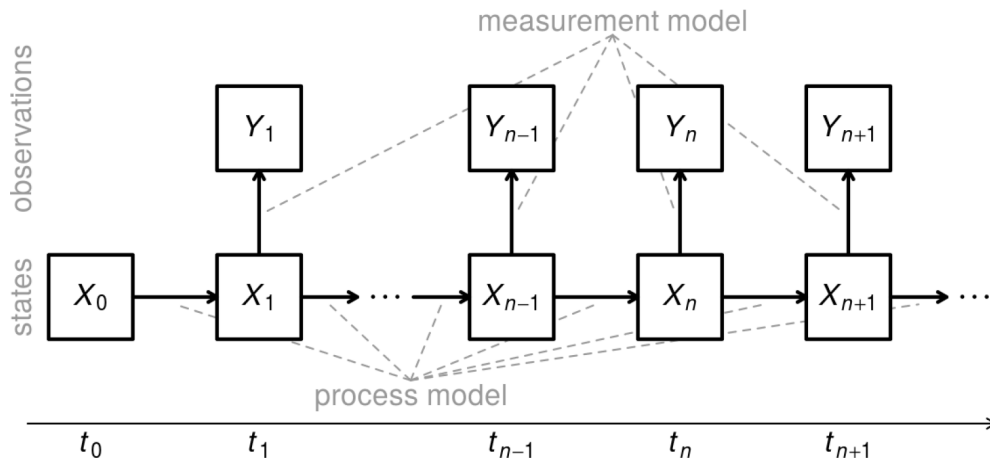 measurement model
observations
Y₁ Yₙ₋₁ Yₙ Yₙ₊₁
states
X₀ X₁ ... Xₙ₋₁ Xₙ Xₙ₊₁ ...
process model
t₀ t₁ tₙ₋₁ tₙ tₙ₊₁